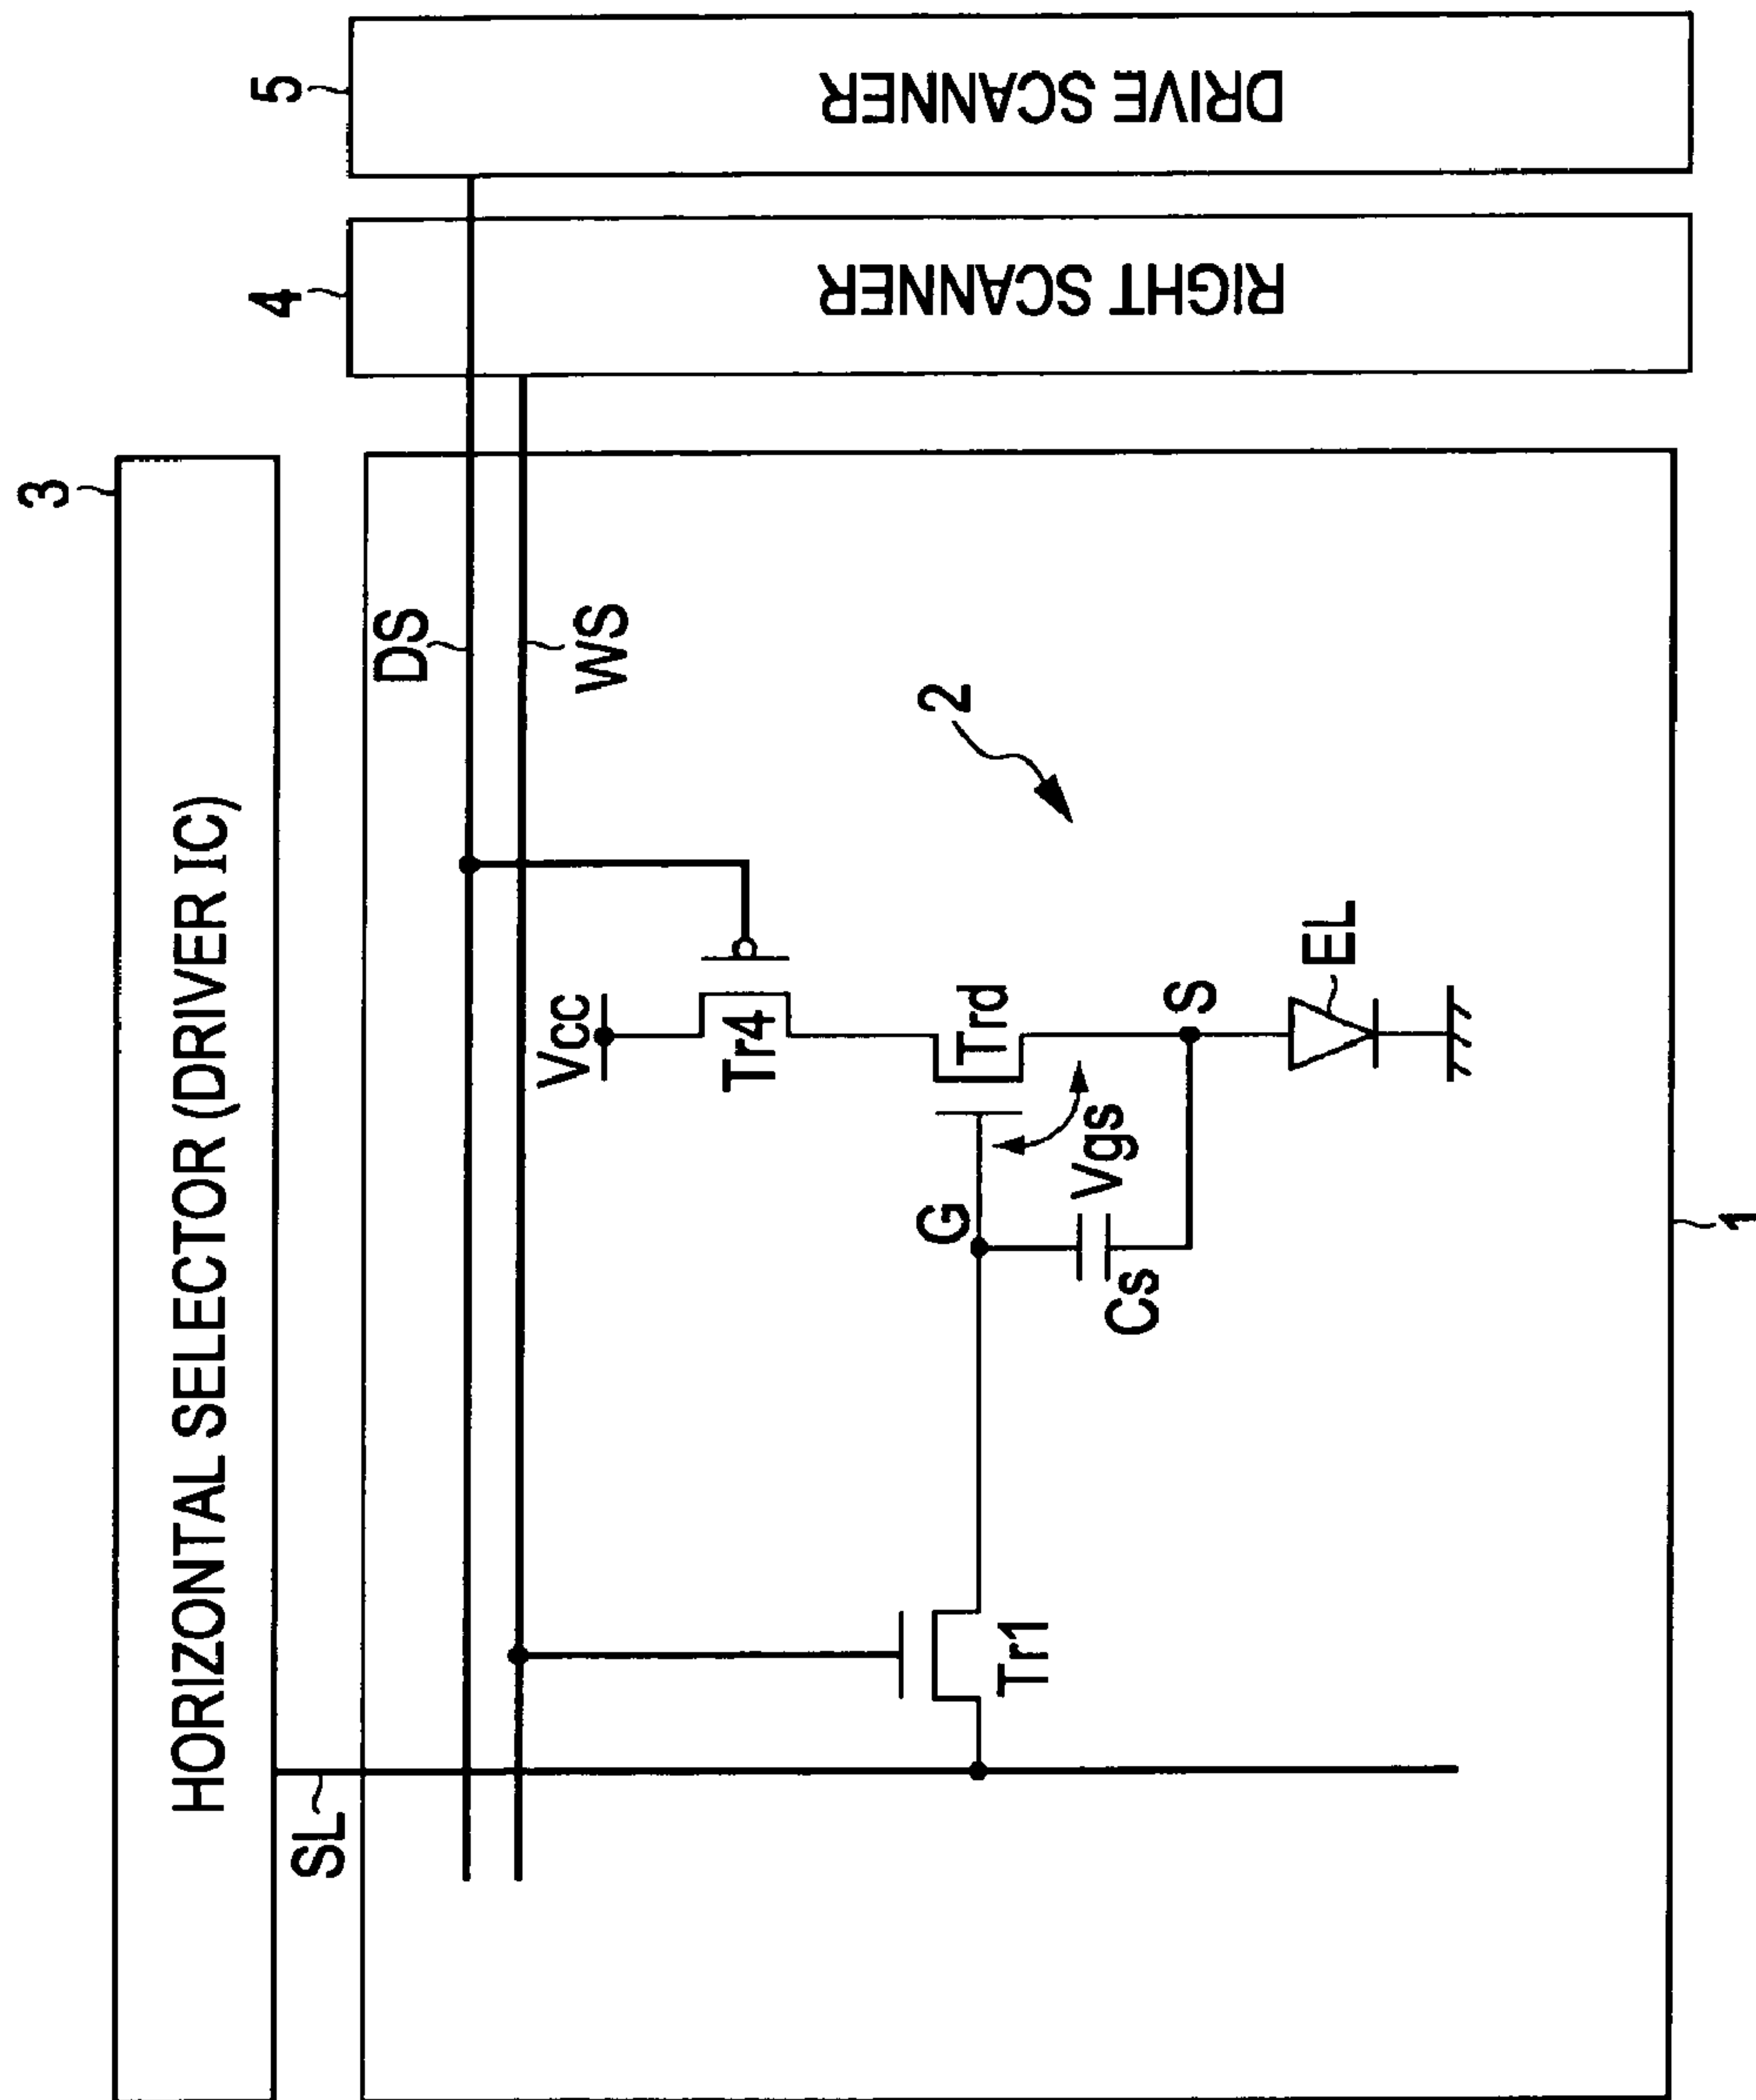 3
HORIZONTAL SELECTOR (DRIVER IC)
SL
4
5
RIGHT SCANNER
DRIVE SCANNER
DS
WS
Vcc
Tr4
2
G
Trd
Vgs
Cs
S
Tr1
EL
1